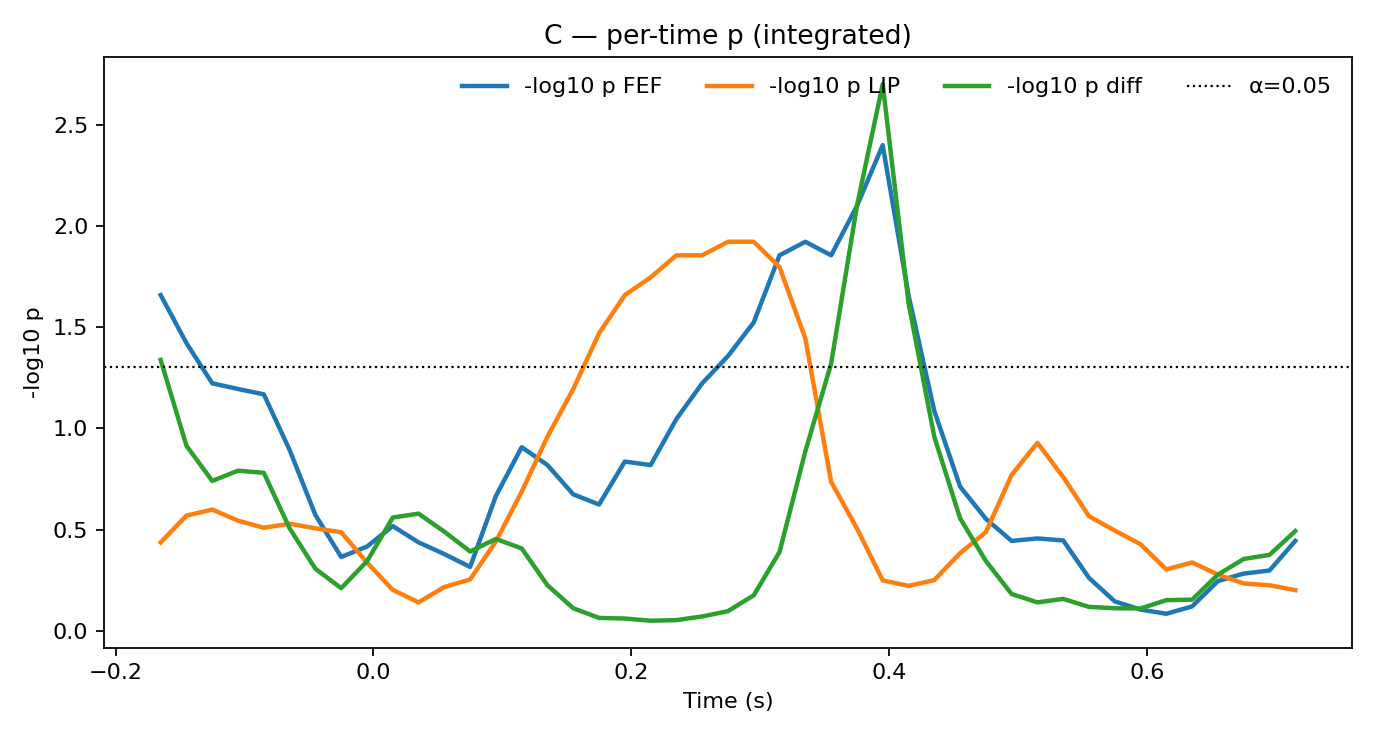 C — per-time p (integrated)
-log10 p FEF
-log10 p LIP
-log10 p diff
α=0.05
2.5
2.0
1.5
1.0
0.5
0.0
-log10 p
−0.2
0.0
0.2
0.4
0.6
Time (s)